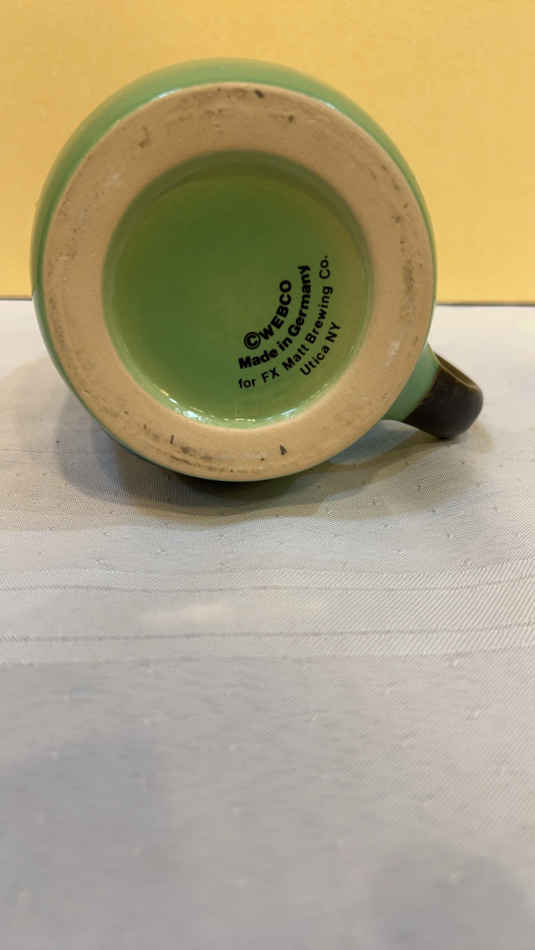 ©WEBCO
Made in Germany
for FX Matt Brewing Co.
Utica NY